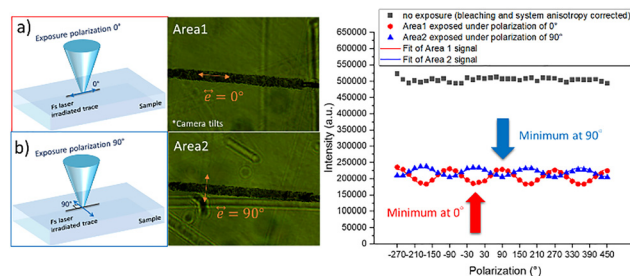 a)
Exposure polarization 0°
0°
Fs laser
irradiated trace
Sample
Area1
e = 0°
*Camera tilts
b)
Exposure polarization 90°
90°
Fs laser
irradiated trace
Sample
Area2
e = 90°
no exposure (bleaching and system anisotropy corrected)
Area1 exposed under polarization of 0°
Area2 exposed under polarization of 90°
Fit of Area 1 signal
Fit of Area 2 signal
650000
600000
550000
500000
450000
400000
350000
300000
250000
200000
150000
100000
50000
0
Intensity (a.u.)
Minimum at 90°
Minimum at 0°
-270 -210 -150 -90 -30 30 90 150 210 270 330 390 450
Polarization (°)